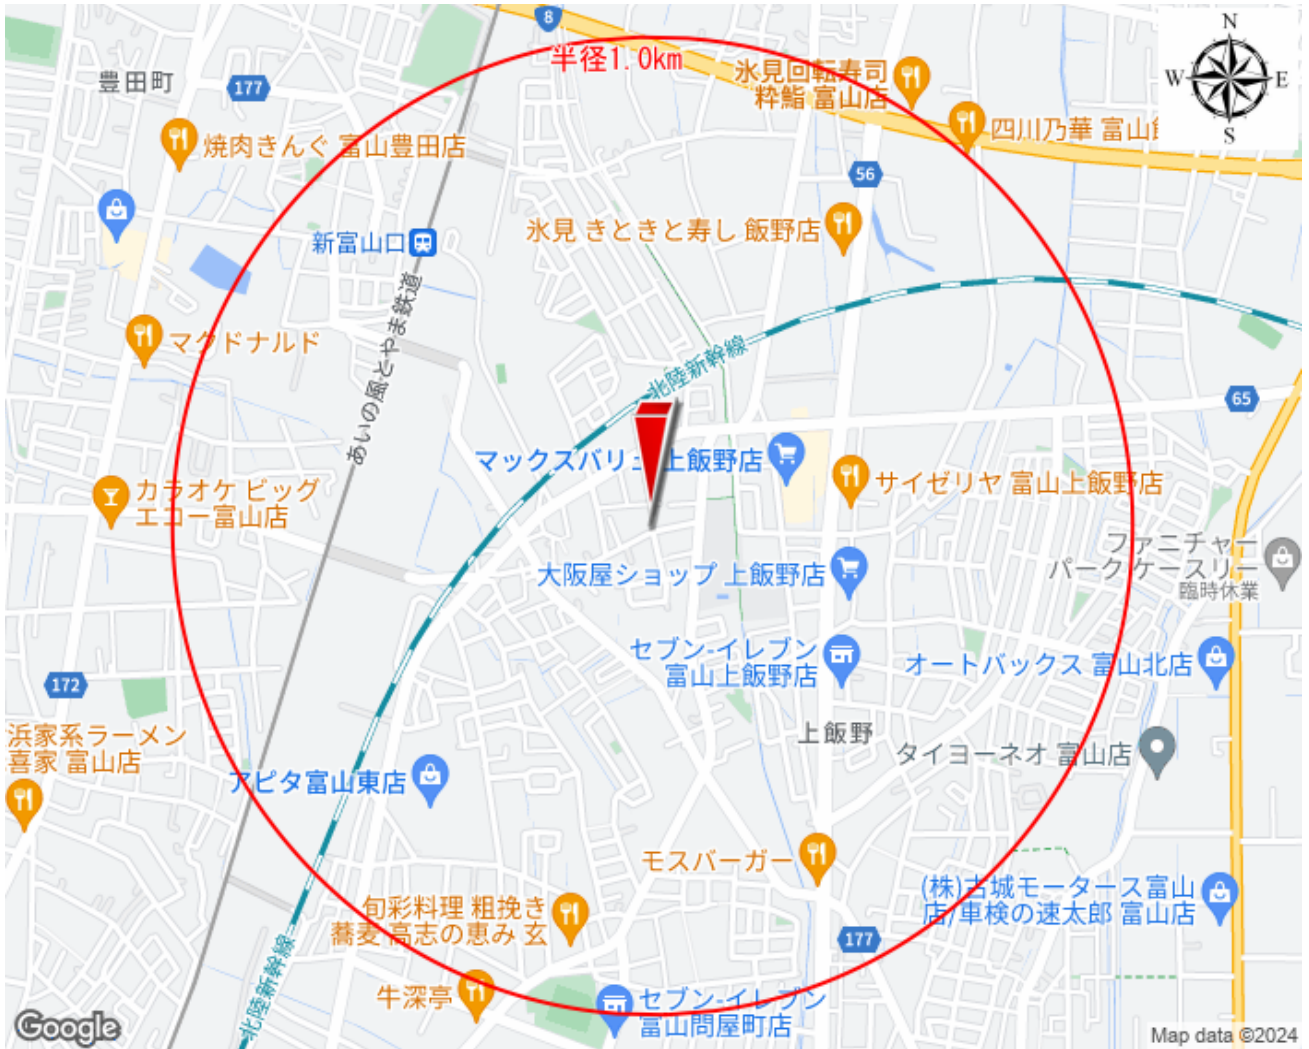 8
N
半径1.0km
氷見回転寿司
粋鮨 富山店
豊田町
177
W
E
四川乃華 富山
S
焼肉きんぐ 富山豊田店
56
氷見 きときと寿し 飯野店
新富山口
あいの風とやま鉄道
マクドナルド
北陸新幹線
65
マックスバリュ 上飯野店
サイゼリヤ 富山上飯野店
カラオケ ビッグ
エコー富山店
ファニチャー
パーク ケースリー
臨時休業
大阪屋ショップ 上飯野店
セブン-イレブン
富山上飯野店
オートバックス 富山北店
172
浜家系ラーメン
喜家 富山店
上飯野
タイヨーネオ 富山店
アピタ富山東店
モスバーガー
(株)古城モータース富山
店/車検の速太郎 富山店
旬彩料理 粗挽き
蕎麦 高志の恵み 玄
177
北陸新幹線
牛深亭
セブン-イレブン
富山問屋町店
Google
Map data ©2024